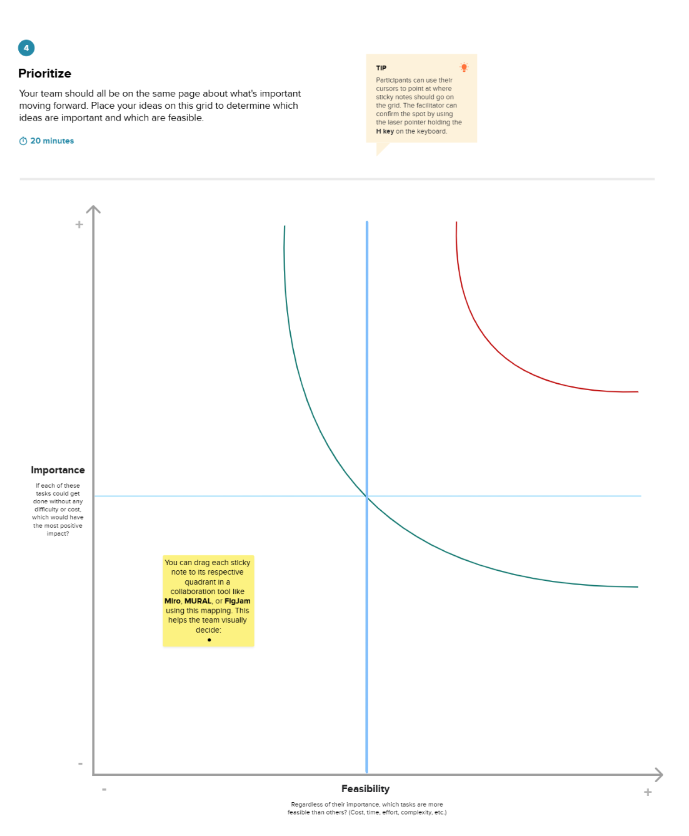 4
Prioritize
Your team should all be on the same page about what's important
moving forward. Place your ideas on this grid to determine which
ideas are important and which are feasible.
20 minutes
TIP
Participants can use their
cursors to point at where
sticky notes should go on
the grid. The facilitator can
confirm the spot by using
the laser pointer holding the
H key on the keyboard.
+
Importance
If each of these
tasks could get
done without any
difficulty or cost,
which would have
the most positive
impact?
You can drag each sticky
note to its respective
quadrant in a
collaboration tool like
Miro, MURAL, or FigJam
using this mapping. This
helps the team visually
decide:
•
-
-
Feasibility
+
Regardless of their importance, which tasks are more
feasible than others? (Cost, time, effort, complexity, etc.)